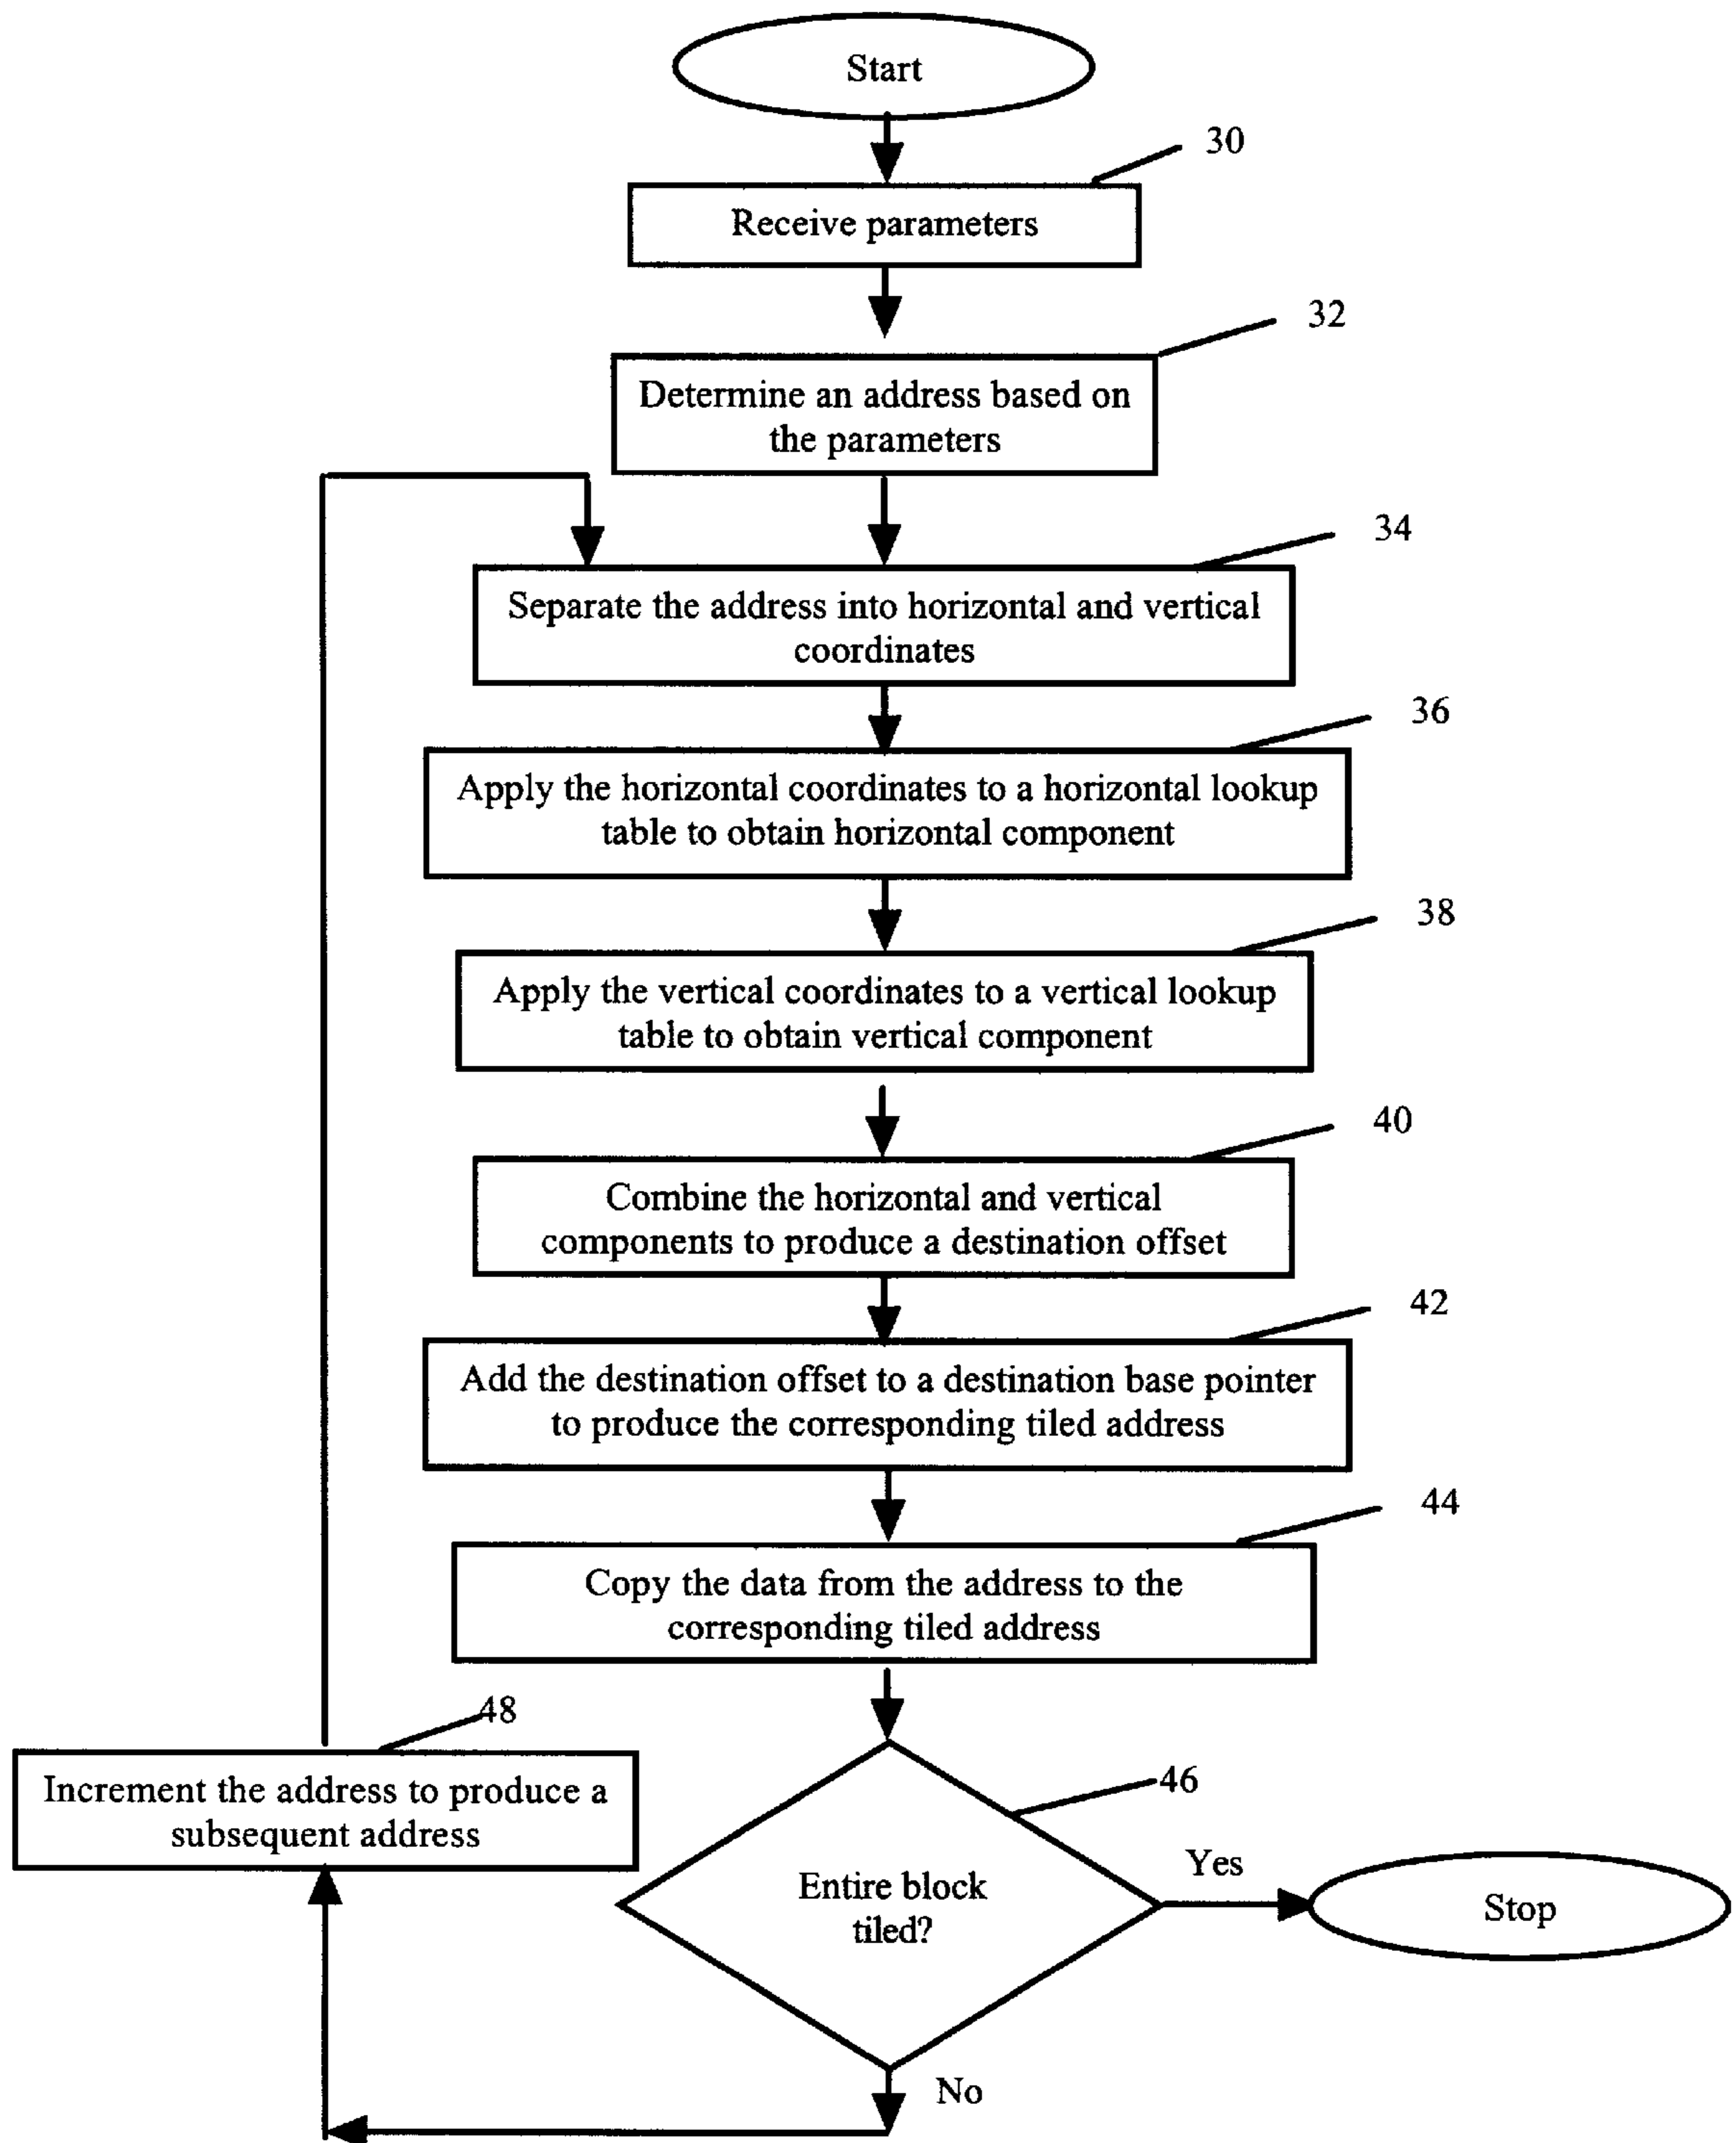 Start
30
Receive parameters
32
Determine an address based on
the parameters
34
Separate the address into horizontal and vertical
coordinates
36
Apply the horizontal coordinates to a horizontal lookup
table to obtain horizontal component
38
Apply the vertical coordinates to a vertical lookup
table to obtain vertical component
40
Combine the horizontal and vertical
components to produce a destination offset
42
Add the destination offset to a destination base pointer
to produce the corresponding tiled address
44
Copy the data from the address to the
corresponding tiled address
48
Increment the address to produce a
subsequent address
46
Entire block
tiled?
Yes
Stop
No